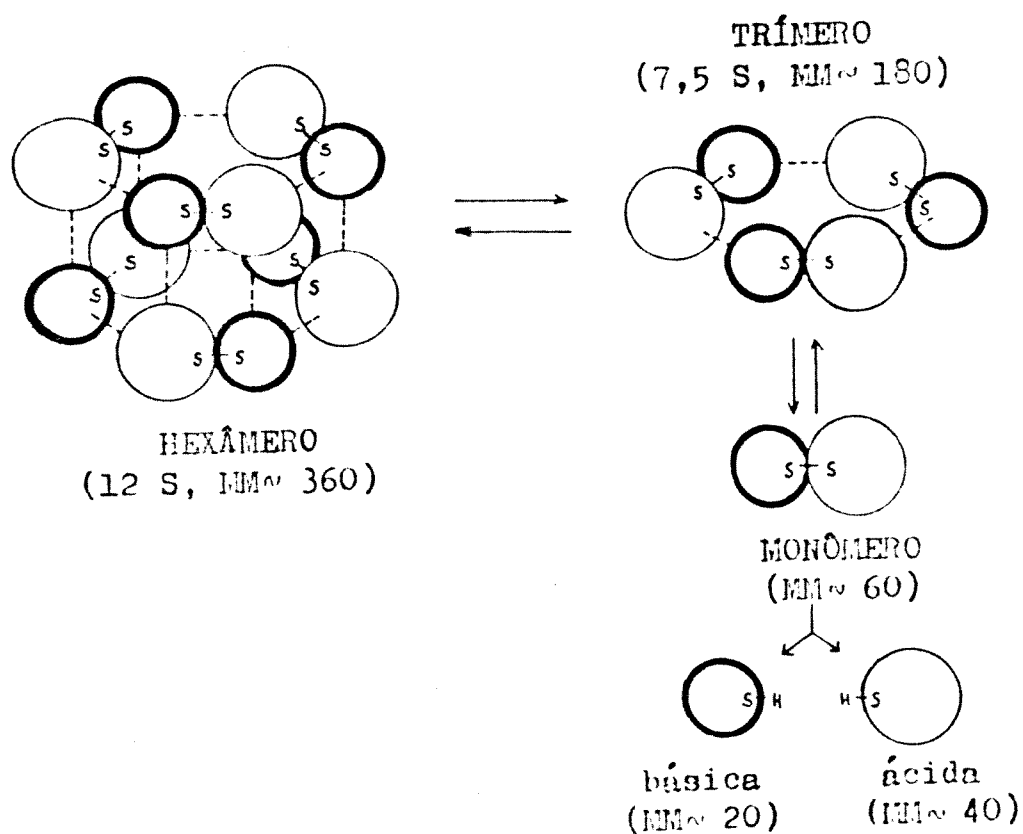 TRÍMERO
(7,5 S, MM~ 180)
S
S
S
S
S S
S
S
S
S
S S
HEXÂMERO
(12 S, MM~ 360)
S
S
S
S
S S
S S
MONÔMERO
(MM~ 60)
S H
H S
básica
(MM~ 20)
ácida
(MM~ 40)